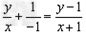 y/x + 1/-1 = y-1/x+1